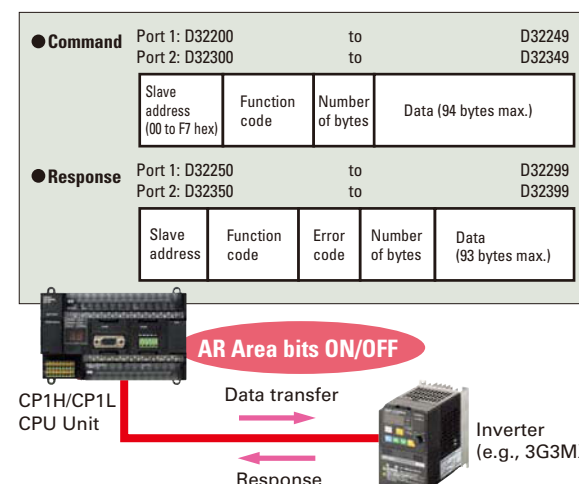 ●Command Port 1: D32200 to D32249
Port 2: D32300 to D32349
Slave address (00 to F7 hex)
Function code
Number of bytes
Data (94 bytes max.)
●Response Port 1: D32250 to D32299
Port 2: D32350 to D32399
Slave address
Function code
Error code
Number of bytes
Data (93 bytes max.)
AR Area bits ON/OFF
CP1H/CP1L
CPU Unit
Data transfer
Inverter
(e.g.,
Response